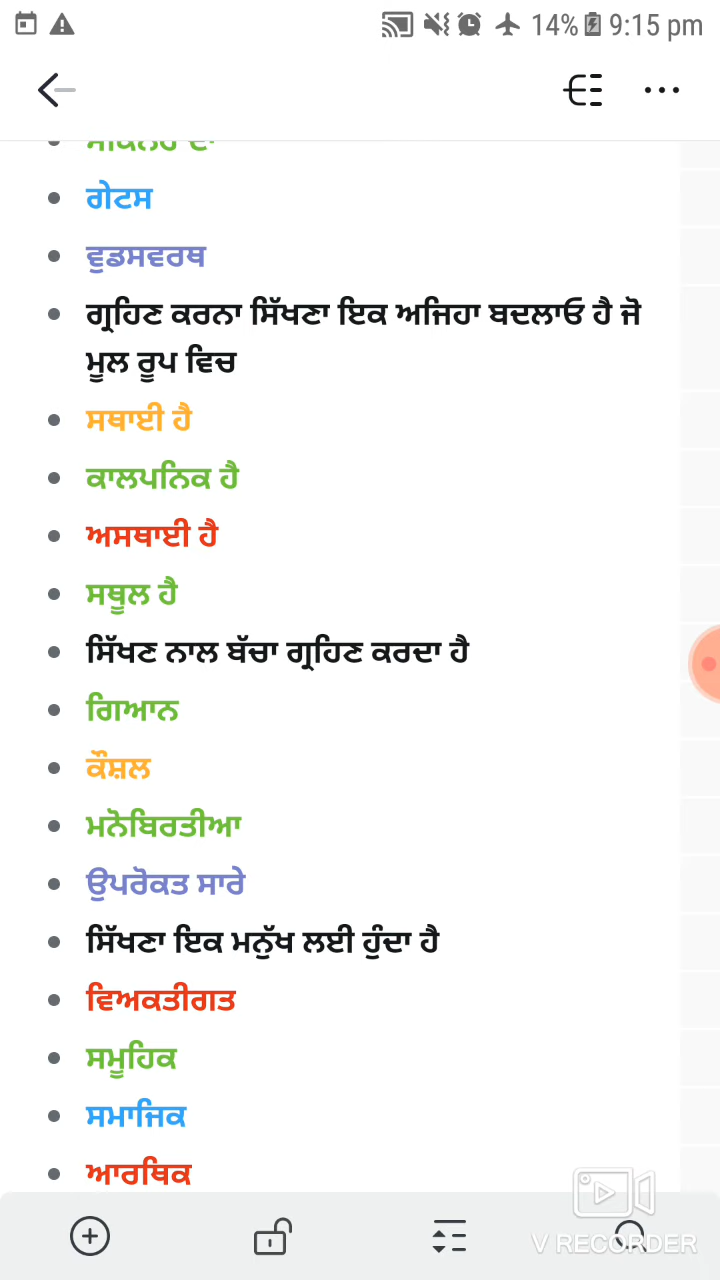 14% 9:15 pm
ਗੇਟਸ
ਵੁਡਸਵਰਥ
ਗ੍ਰਹਿਣ ਕਰਨਾ ਸਿੱਖਣਾ ਇਕ ਅਜਿਹਾ ਬਦਲਾਓ ਹੈ ਜੋ
ਮੂਲ ਰੂਪ ਵਿਚ
ਸਥਾਈ ਹੈ
ਕਾਲਪਨਿਕ ਹੈ
ਅਸਥਾਈ ਹੈ
ਸਥੂਲ ਹੈ
ਸਿੱਖਣ ਨਾਲ ਬੱਚਾ ਗ੍ਰਹਿਣ ਕਰਦਾ ਹੈ
ਗਿਆਨ
ਕੌਸ਼ਲ
ਮਨੋਬਿਰਤੀਆ
ਉਪਰੋਕਤ ਸਾਰੇ
ਸਿੱਖਣਾ ਇਕ ਮਨੁੱਖ ਲਈ ਹੁੰਦਾ ਹੈ
ਵਿਅਕਤੀਗਤ
ਸਮੂਹਿਕ
ਸਮਾਜਿਕ
ਆਰਥਿਕ
V RECORDER